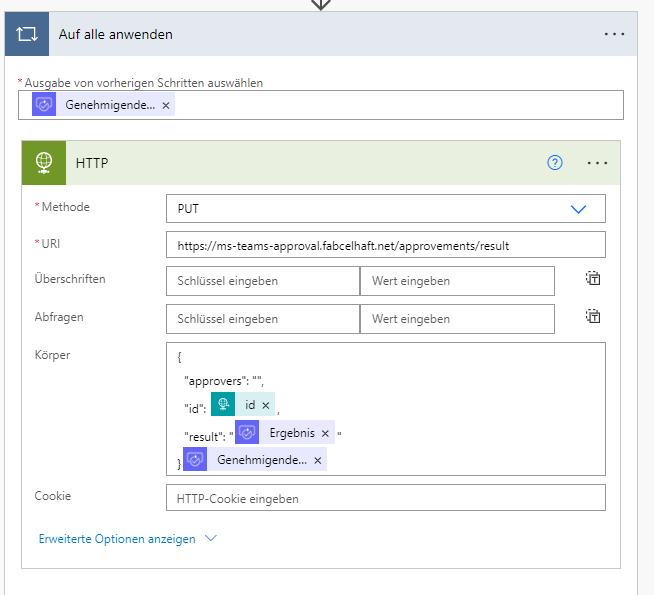 Auf alle anwenden
* Ausgabe von vorherigen Schritten auswählen
Genehmigende... ×
HTTP
* Methode
PUT
* URI
https://ms-teams-approval.fabcelhaft.net/approvements/result
Überschriften
Schlüssel eingeben
Wert eingeben
Abfragen
Schlüssel eingeben
Wert eingeben
Körper
{
"approvers": "",
"id": id × ,
"result": " Ergebnis × "
} Genehmigende... ×
Cookie
HTTP-Cookie eingeben
Erweiterte Optionen anzeigen